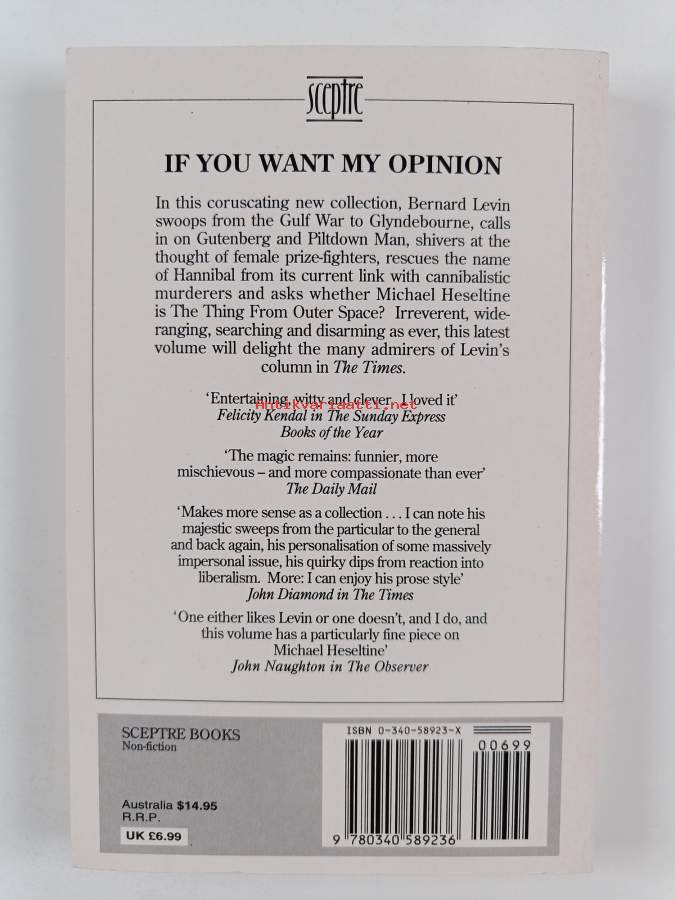 sceptre
IF YOU WANT MY OPINION
In this coruscating new collection, Bernard Levin
swoops from the Gulf War to Glyndebourne, calls
in on Gutenberg and Piltdown Man, shivers at the
thought of female prize-fighters, rescues the name
of Hannibal from its current link with cannibalistic
murderers and asks whether Michael Heseltine
is The Thing From Outer Space? Irreverent, wide-
ranging, searching and disarming as ever, this latest
volume will delight the many admirers of Levin's
column in The Times.
‘Entertaining, witty and clever. I loved it’
Antikvariaatti.net
Felicity Kendal in The Sunday Express
Books of the Year
‘The magic remains: funnier, more
mischievous – and more compassionate than ever’
The Daily Mail
‘Makes more sense as a collection . . . I can note his
majestic sweeps from the particular to the general
and back again, his personalisation of some massively
impersonal issue, his quirky dips from reaction into
liberalism. More: I can enjoy his prose style’
John Diamond in The Times
‘One either likes Levin or one doesn't, and I do, and
this volume has a particularly fine piece on
Michael Heseltine’
John Naughton in The Observer
SCEPTRE BOOKS
Non-fiction
Australia $14.95
R.R.P.
UK £6.99
ISBN 0-340-58923-X
00699
9 780340 589236